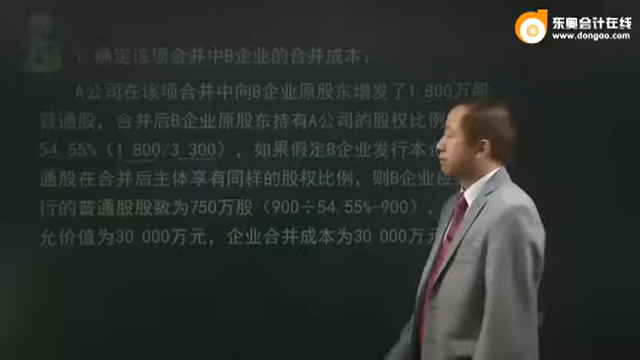 东奥会计在线
www.dongao.com
1 确定该项合并中B企业的合并成本：
A公司在该项合并中向B企业原股东增发了1 800万股
普通股，合并后B企业原股东持有A公司的股权比例
54.55%（1 800/3 300），如果假定B企业发行本企
通股在合并后主体享有同样的股权比例，则B企业应
行的普通股股数为750万股（900÷54.55%-900），
允价值为30 000万元，企业合并成本为30 000万元